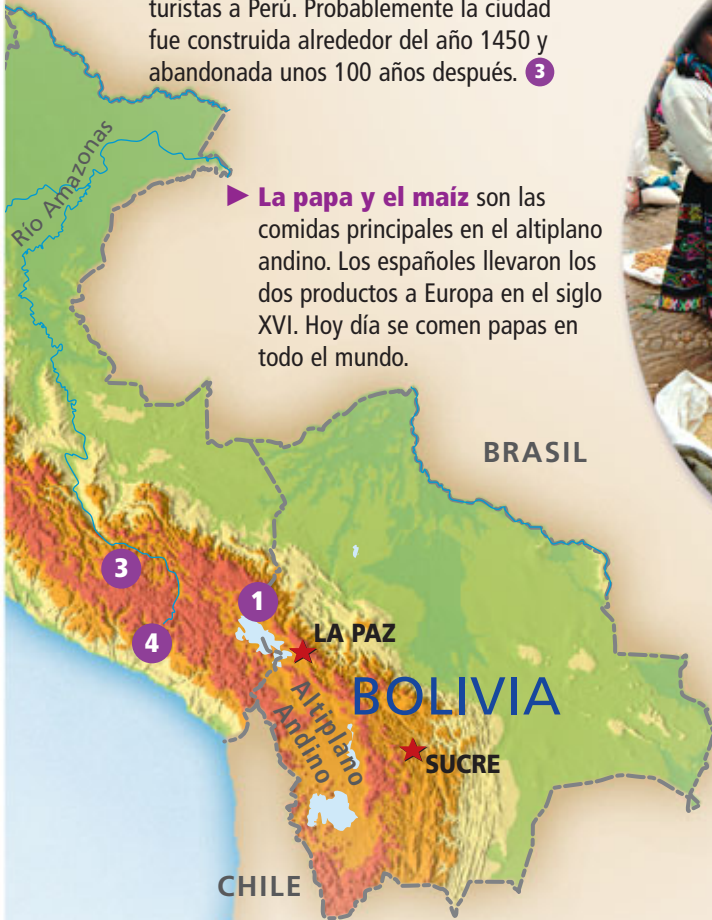 turistas a Perú. Probablemente la ciudad
fue construida alrededor del año 1450 y
abandonada unos 100 años después. 3
Río Amazonas
▶ La papa y el maíz son las
comidas principales en el altiplano
andino. Los españoles llevaron los
dos productos a Europa en el siglo
XVI. Hoy día se comen papas en
todo el mundo.
BRASIL
3
1
4
LA PAZ
BOLIVIA
Altiplano
Andino
SUCRE
CHILE